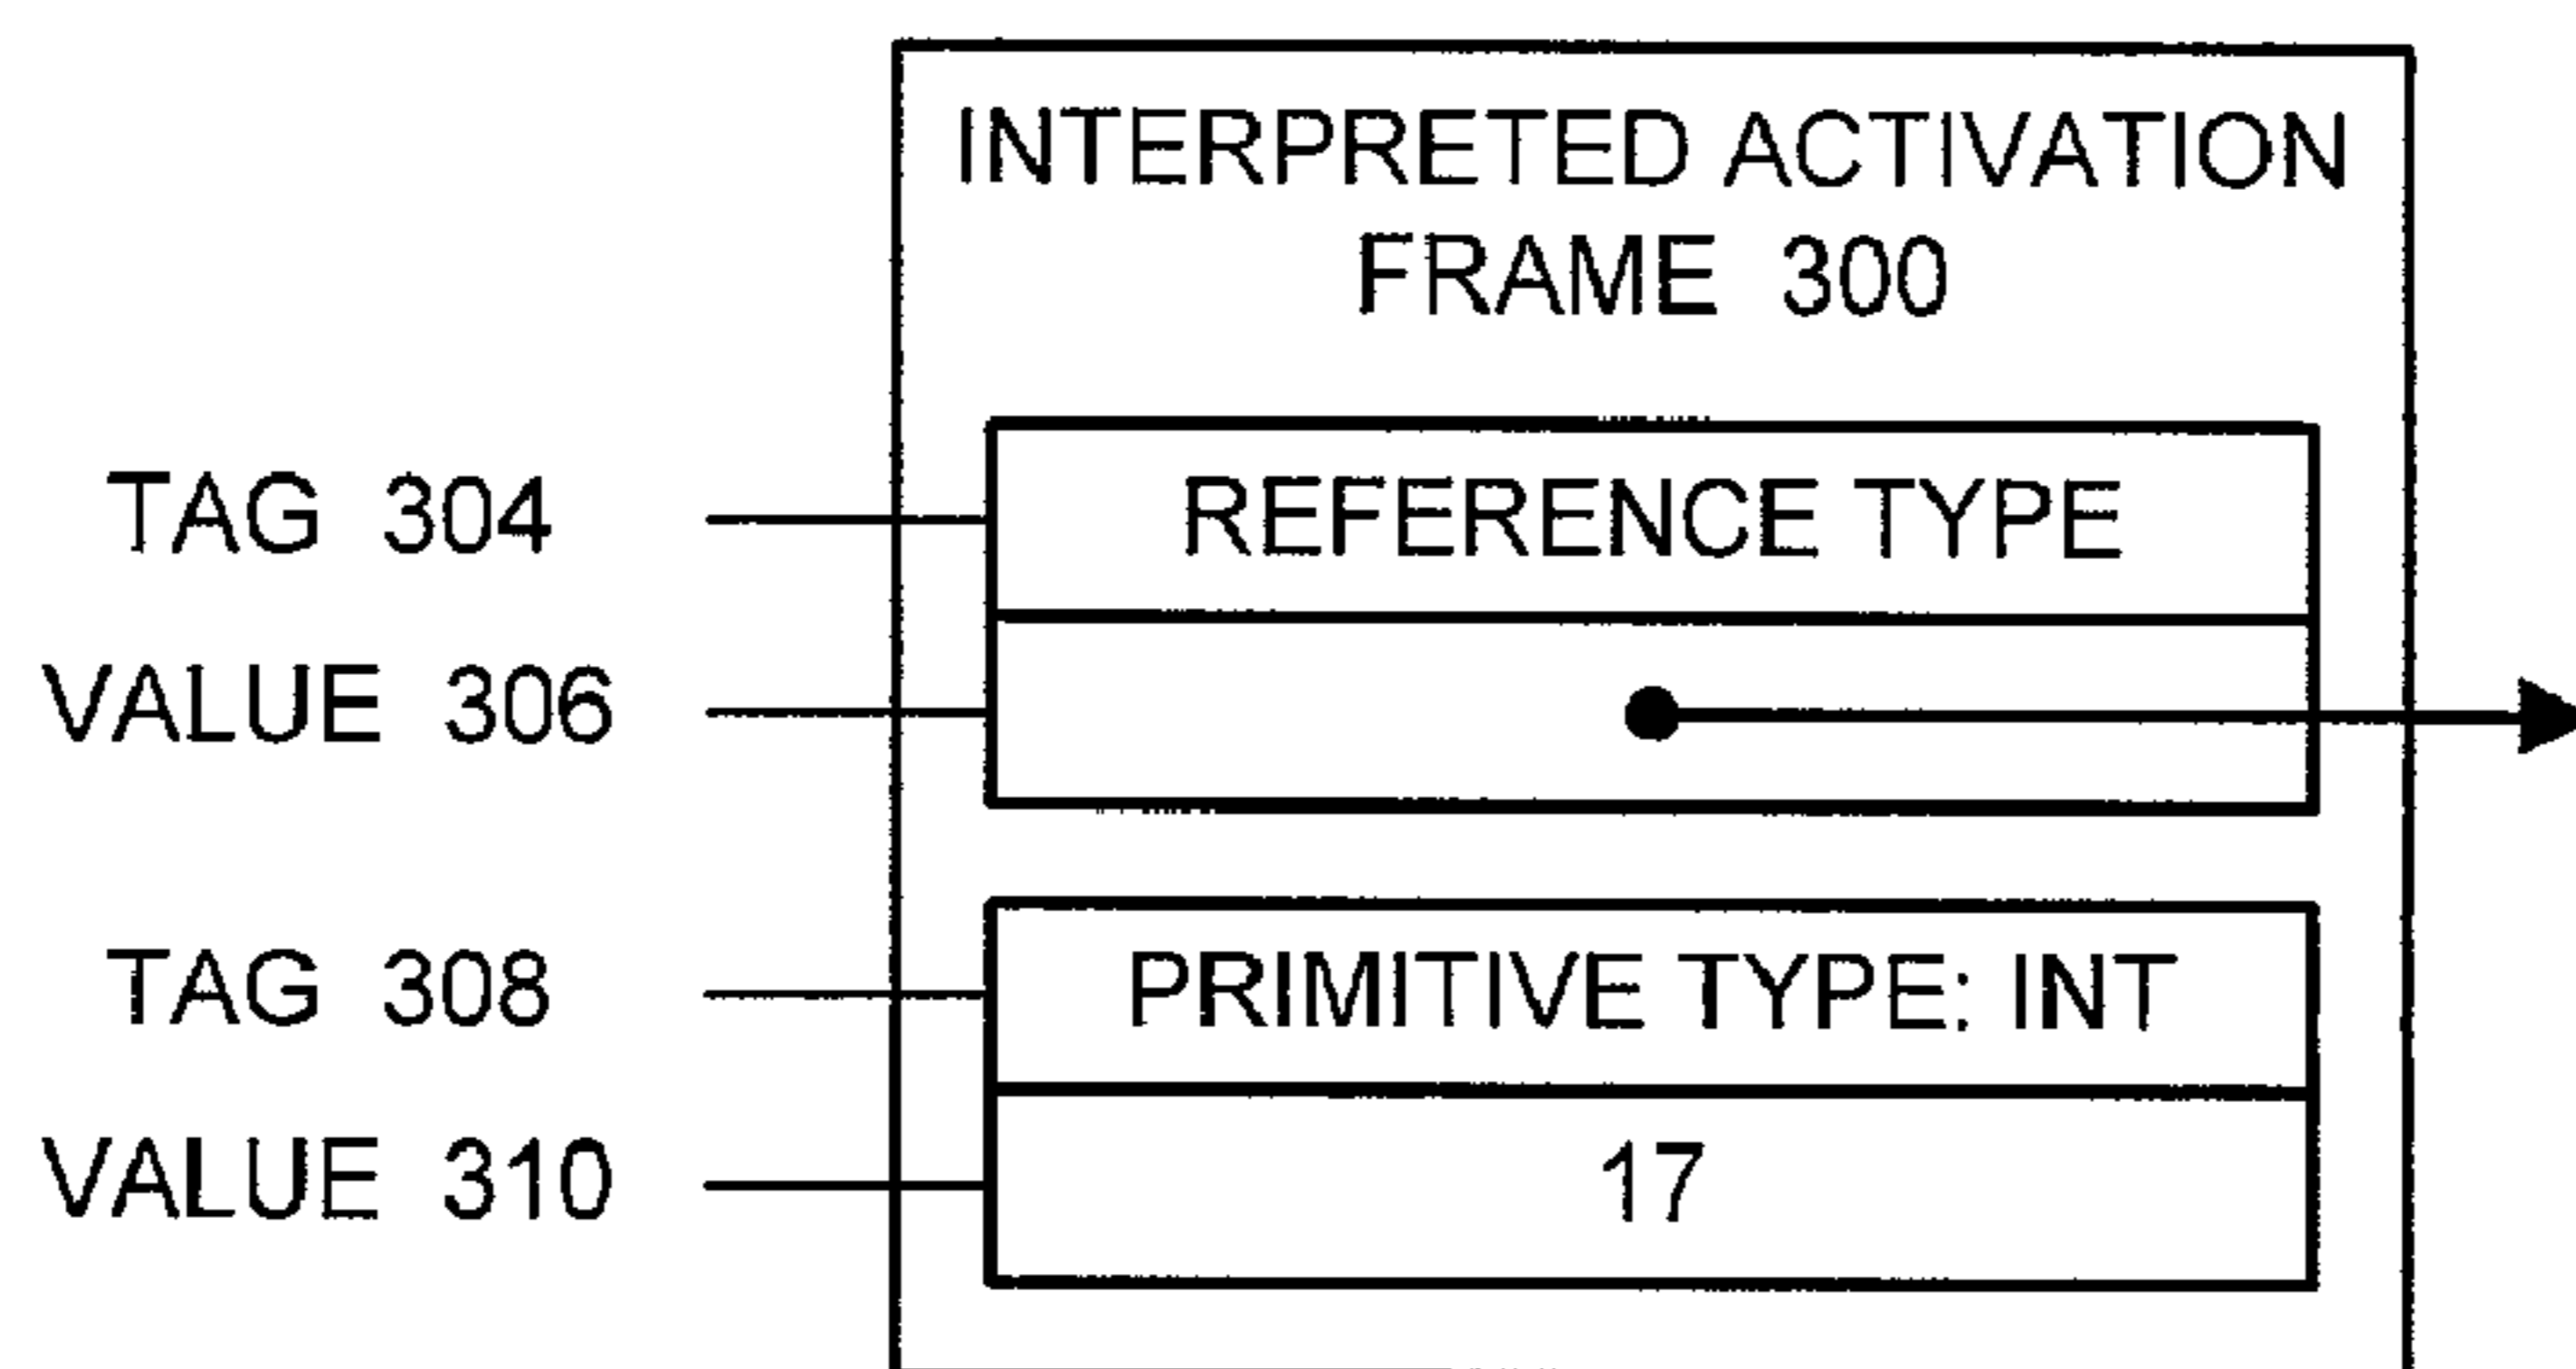 INTERPRETED ACTIVATION
FRAME 300
TAG 304
REFERENCE TYPE
VALUE 306
TAG 308
PRIMITIVE TYPE: INT
VALUE 310
17